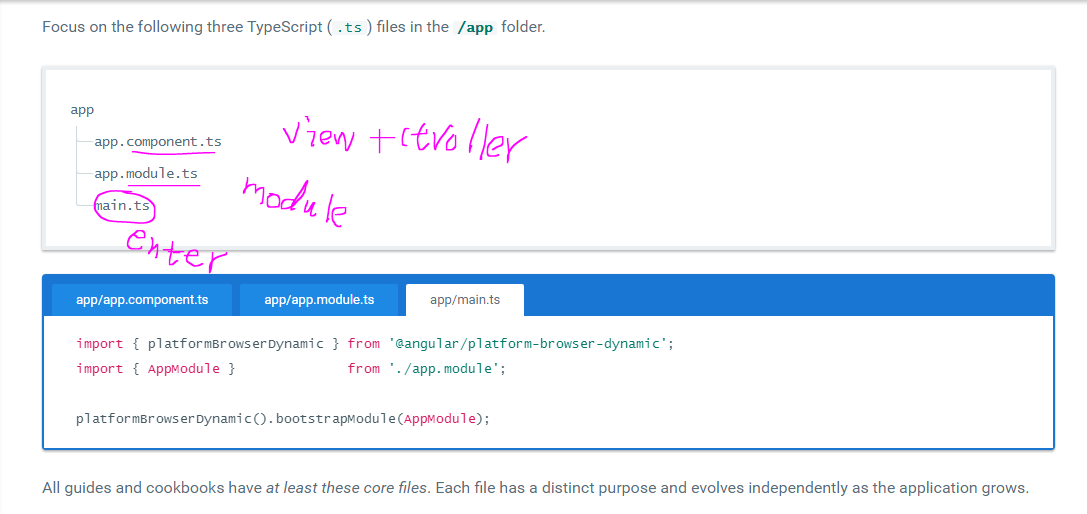 Focus on the following three TypeScript ( .ts ) files in the /app folder.
app
app.component.ts
view + ctroller
app.module.ts
module
main.ts
enter
app/app.component.ts app/app.module.ts app/main.ts
import { platformBrowserDynamic } from '@angular/platform-browser-dynamic';
import { AppModule } from './app.module';
platformBrowserDynamic().bootstrapModule(AppModule);
All guides and cookbooks have at least these core files. Each file has a distinct purpose and evolves independently as the application grows.